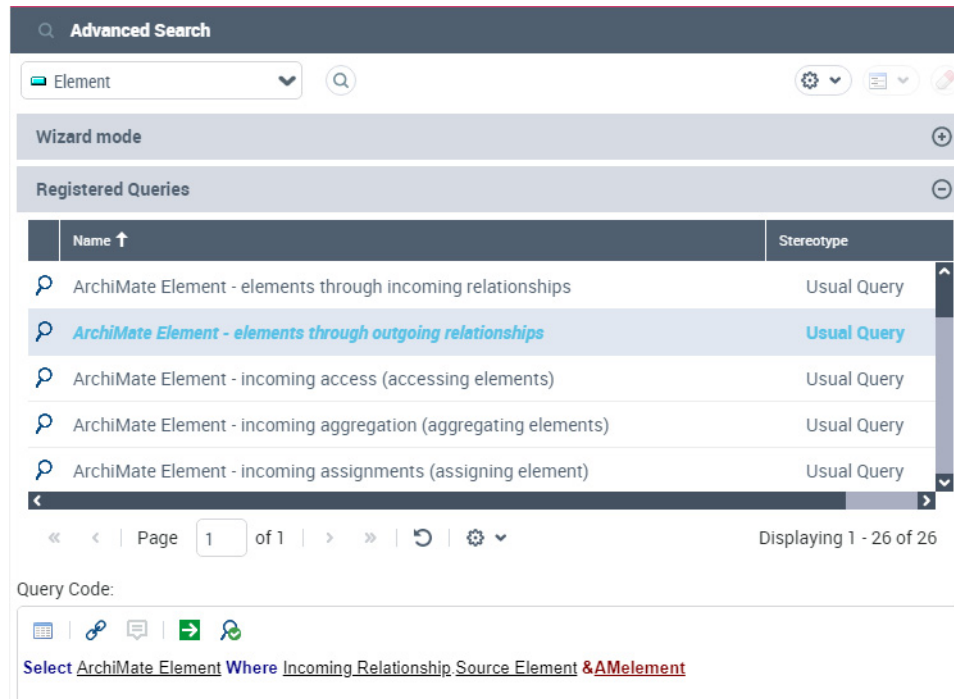 Advanced Search
Element
Wizard mode
Registered Queries
Name Stereotype
ArchiMate Element - elements through incoming relationships Usual Query
ArchiMate Element - elements through outgoing relationships Usual Query
ArchiMate Element - incoming access (accessing elements) Usual Query
ArchiMate Element - incoming aggregation (aggregating elements) Usual Query
ArchiMate Element - incoming assignments (assigning element) Usual Query
Page 1 of 1 Displaying 1 - 26 of 26
Query Code:
Select ArchiMate Element Where Incoming Relationship.Source Element &AMelement